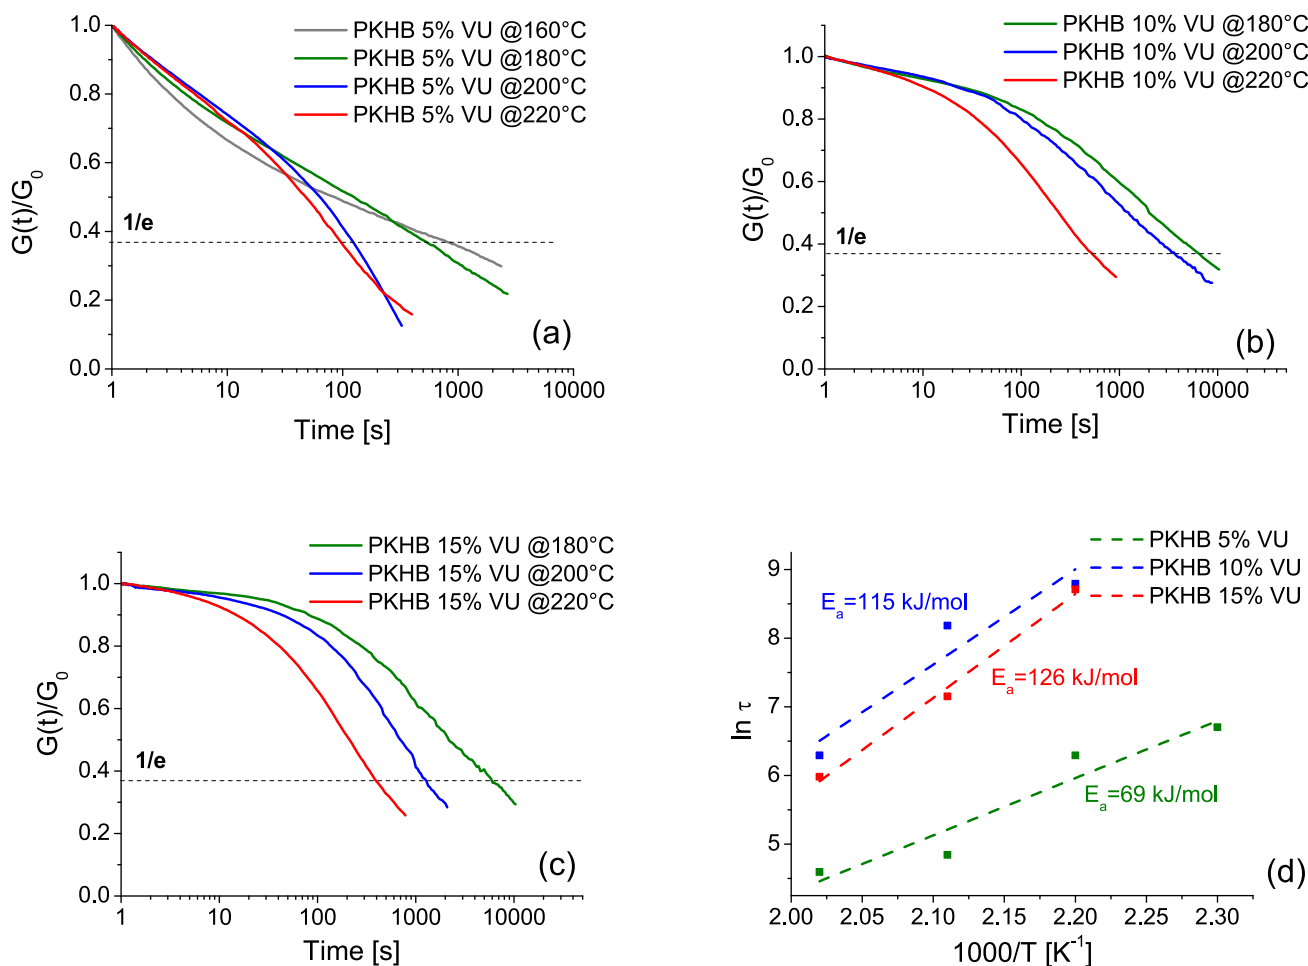 PKHB 5% VU @160°C
PKHB 5% VU @180°C
PKHB 5% VU @200°C
PKHB 5% VU @220°C
1.0
0.8
0.6
0.4
0.2
0.0
G(t)/G₀
1/e
(a)
1
10
100
1000
10000
Time [s]
PKHB 10% VU @180°C
PKHB 10% VU @200°C
PKHB 10% VU @220°C
1.0
0.8
0.6
0.4
0.2
0.0
G(t)/G₀
1/e
(b)
1
10
100
1000
10000
Time [s]
PKHB 15% VU @180°C
PKHB 15% VU @200°C
PKHB 15% VU @220°C
1.0
0.8
0.6
0.4
0.2
0.0
G(t)/G₀
1/e
(c)
1
10
100
1000
10000
Time [s]
PKHB 5% VU
PKHB 10% VU
PKHB 15% VU
9
8
7
6
5
ln τ
Eₐ=115 kJ/mol
Eₐ=126 kJ/mol
Eₐ=69 kJ/mol
(d)
2.00
2.05
2.10
2.15
2.20
2.25
2.30
1000/T [K⁻¹]